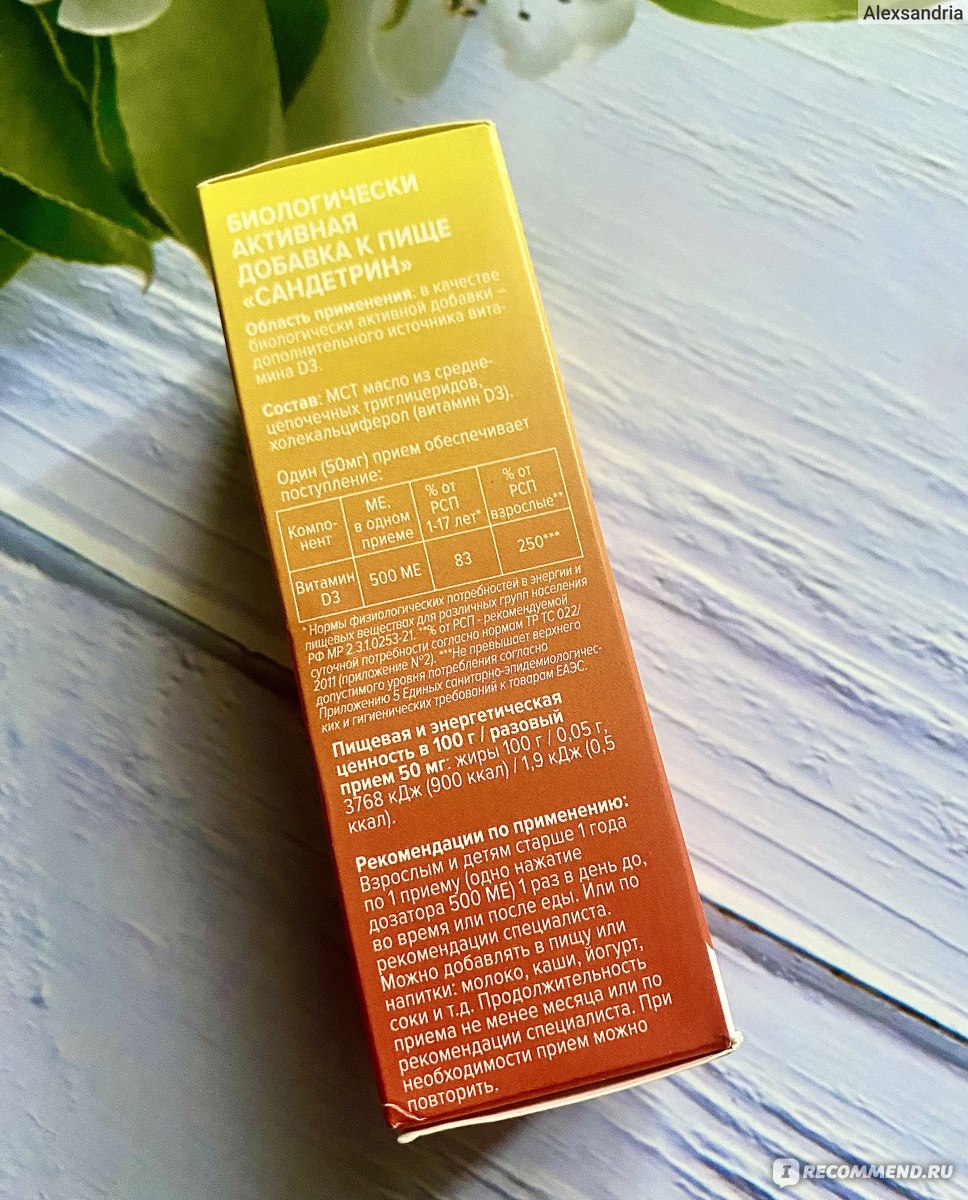 Alexsandria
БИОЛОГИЧЕСКИ
АКТИВНАЯ
ДОБАВКА К ПИЩЕ
«САНДЕТРИН»
Область применения: в качестве
биологически активной добавки –
дополнительного источника вита-
мина D3.
Состав: МСТ масло из средне-
цепочечных триглицеридов,
холекальциферол (витамин D3).
Один (50мг) прием обеспечивает
поступление:
Компо-
нент
МЕ,
в одном
приеме
% от
РСП
1-17 лет*
% от
РСП
взрослые**
Витамин
D3
500 МЕ
83
250***
* Нормы физиологических потребностей в энергии и
пищевых веществах для различных групп населения
РФ МР 2.3.1.0253-21. **% от РСП - рекомендуемой
суточной потребности согласно нормам ТР ТС 022/
2011 (приложение №2). ***Не превышает верхнего
допустимого уровня потребления согласно
Приложению 5 Единых санитарно-эпидемиологичес-
ких и гигиенических требований к товарам ЕАЭС.
Пищевая и энергетическая
ценность в 100 г / разовый
прием 50 мг: жиры 100 г / 0,05 г,
3768 кДж (900 ккал) / 1,9 кДж (0,5
ккал).
Рекомендации по применению:
Взрослым и детям старше 1 года
по 1 приему (одно нажатие
дозатора 500 МЕ) 1 раз в день до,
во время или после еды. Или по
рекомендации специалиста.
Можно добавлять в пищу или
напитки: молоко, каши, йогурт,
соки и т.д. Продолжительность
приема не менее месяца или по
рекомендации специалиста. При
необходимости прием можно
повторить.
IRECOMMEND.RU